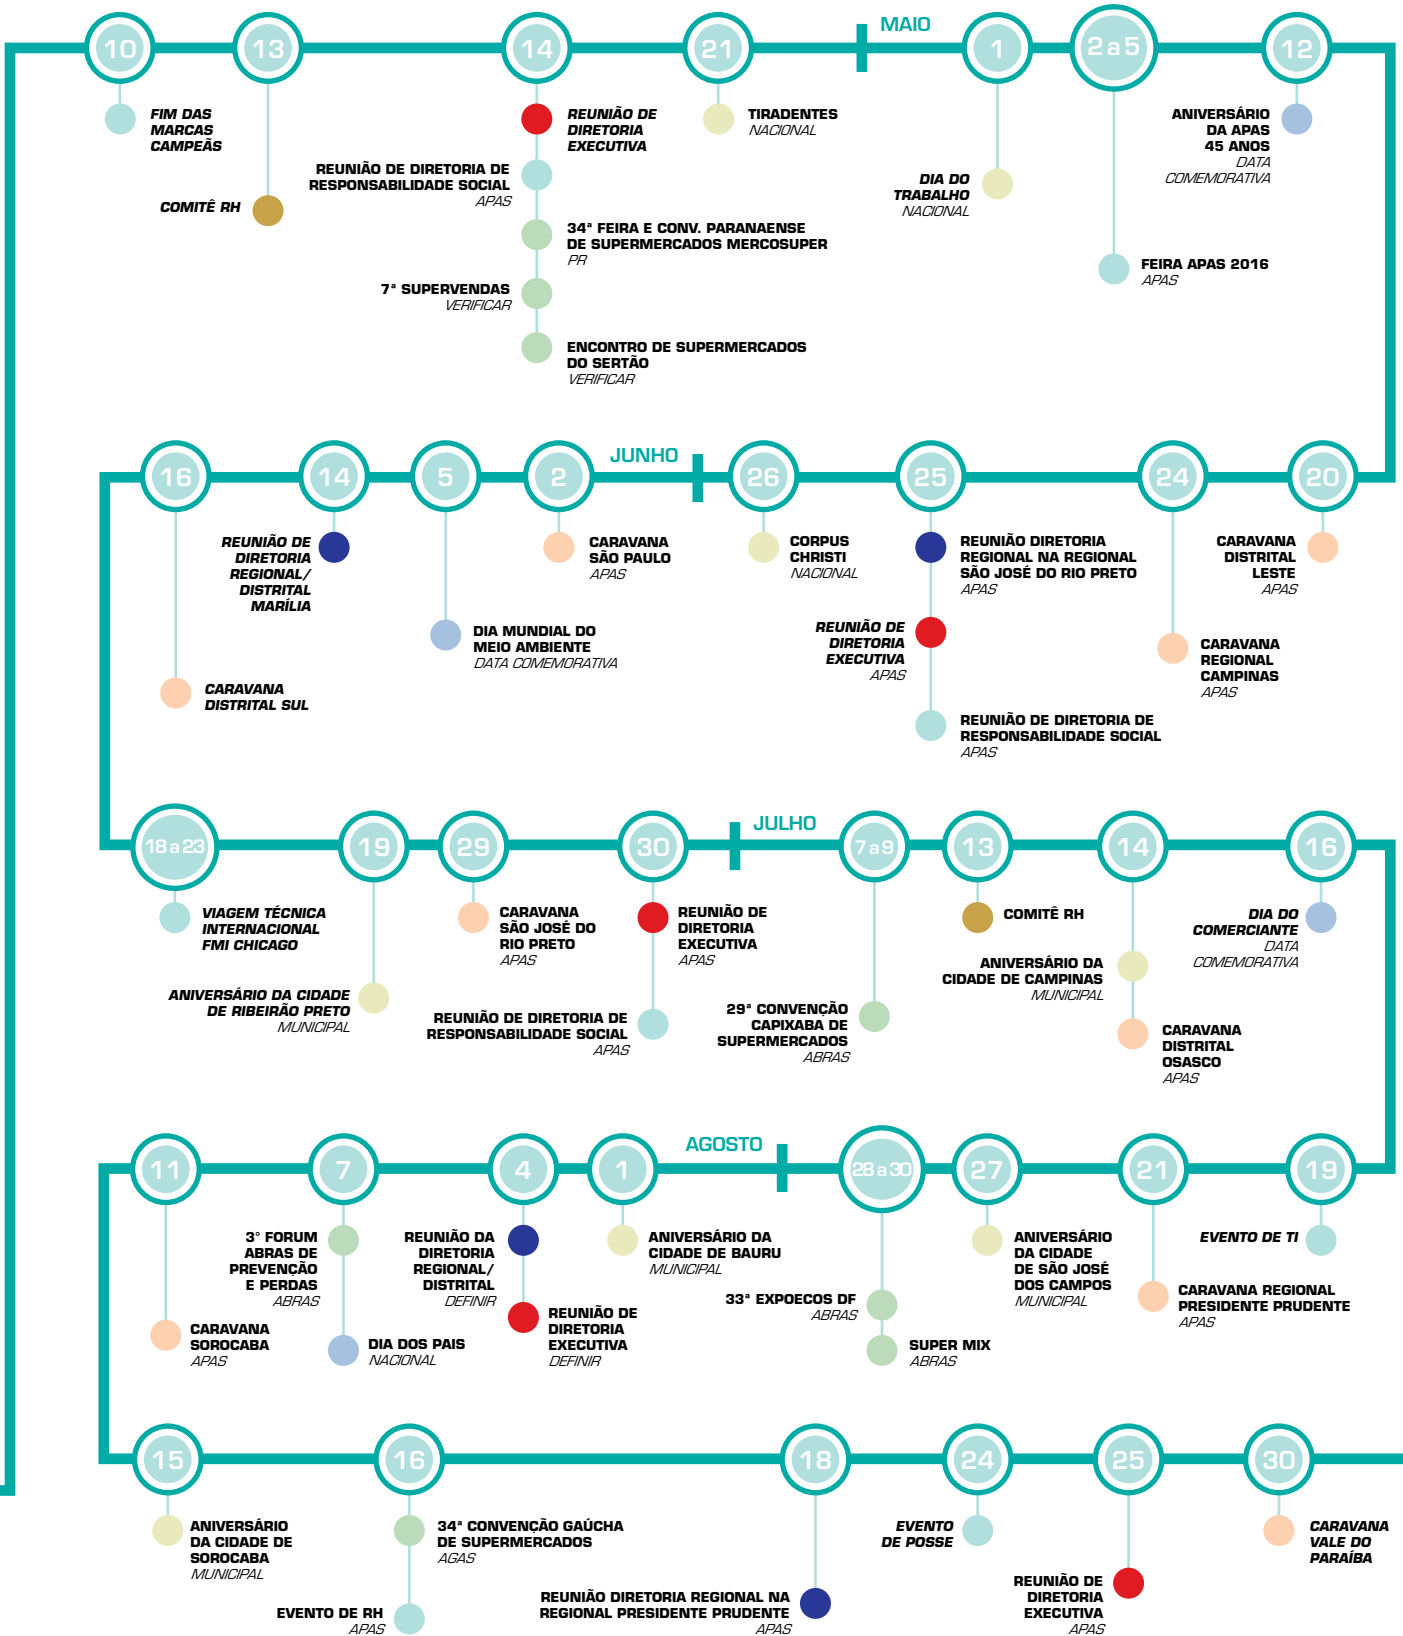 10
FIM DAS
MARCAS
CAMPEÃS
13
COMITÊ RH
14
REUNIÃO DE
DIRETORIA
EXECUTIVA
REUNIÃO DE DIRETORIA DE
RESPONSABILIDADE SOCIAL
APAS
34ª FEIRA E CONV. PARANAENSE
DE SUPERMERCADOS MERCOSUPER
PR
7ª SUPERVENDAS
VERIFICAR
ENCONTRO DE SUPERMERCADOS
DO SERTÃO
VERIFICAR
21
TIRADENTES
NACIONAL
MAIO
1
DIA DO
TRABALHO
NACIONAL
2 a 5
FEIRA APAS 2016
APAS
12
ANIVERSÁRIO
DA APAS
45 ANOS
DATA
COMEMORATIVA
20
CARAVANA
DISTRITAL
LESTE
APAS
24
CARAVANA
REGIONAL
CAMPINAS
APAS
25
REUNIÃO DIRETORIA
REGIONAL NA REGIONAL
SÃO JOSÉ DO RIO PRETO
APAS
REUNIÃO DE
DIRETORIA
EXECUTIVA
APAS
REUNIÃO DE DIRETORIA DE
RESPONSABILIDADE SOCIAL
APAS
26
CORPUS
CHRISTI
NACIONAL
JUNHO
2
CARAVANA
SÃO PAULO
APAS
5
DIA MUNDIAL DO
MEIO AMBIENTE
DATA COMEMORATIVA
14
REUNIÃO DE
DIRETORIA
REGIONAL/
DISTRITAL
MARÍLIA
16
CARAVANA
DISTRITAL SUL
18 a 23
VIAGEM TÉCNICA
INTERNACIONAL
FMI CHICAGO
19
ANIVERSÁRIO DA CIDADE
DE RIBEIRÃO PRETO
MUNICIPAL
29
CARAVANA
SÃO JOSÉ DO
RIO PRETO
APAS
30
REUNIÃO DE
DIRETORIA
EXECUTIVA
APAS
REUNIÃO DE DIRETORIA DE
RESPONSABILIDADE SOCIAL
APAS
JULHO
7 a 9
29ª CONVENÇÃO
CAPIXABA DE
SUPERMERCADOS
ABRAS
13
COMITÊ RH
14
ANIVERSÁRIO DA
CIDADE DE CAMPINAS
MUNICIPAL
CARAVANA
DISTRITAL
OSASCO
APAS
16
DIA DO
COMERCIANTE
DATA
COMEMORATIVA
19
EVENTO DE TI
21
CARAVANA REGIONAL
PRESIDENTE PRUDENTE
APAS
27
ANIVERSÁRIO
DA CIDADE
DE SÃO JOSÉ
DOS CAMPOS
MUNICIPAL
28 a 30
33ª EXPOECOS DF
ABRAS
SUPER MIX
ABRAS
AGOSTO
1
ANIVERSÁRIO DA
CIDADE DE BAURU
MUNICIPAL
4
REUNIÃO DA
DIRETORIA
REGIONAL/
DISTRITAL
DEFINIR
REUNIÃO DE
DIRETORIA
EXECUTIVA
DEFINIR
7
3° FORUM
ABRAS DE
PREVENÇÃO
E PERDAS
ABRAS
DIA DOS PAIS
NACIONAL
11
CARAVANA
SOROCABA
APAS
15
ANIVERSÁRIO
DA CIDADE DE
SOROCABA
MUNICIPAL
16
34ª CONVENÇÃO GAÚCHA
DE SUPERMERCADOS
AGAS
EVENTO DE RH
APAS
18
REUNIÃO DIRETORIA REGIONAL NA
REGIONAL PRESIDENTE PRUDENTE
APAS
24
EVENTO
DE POSSE
25
REUNIÃO DE
DIRETORIA
EXECUTIVA
APAS
30
CARAVANA
VALE DO
PARAÍBA